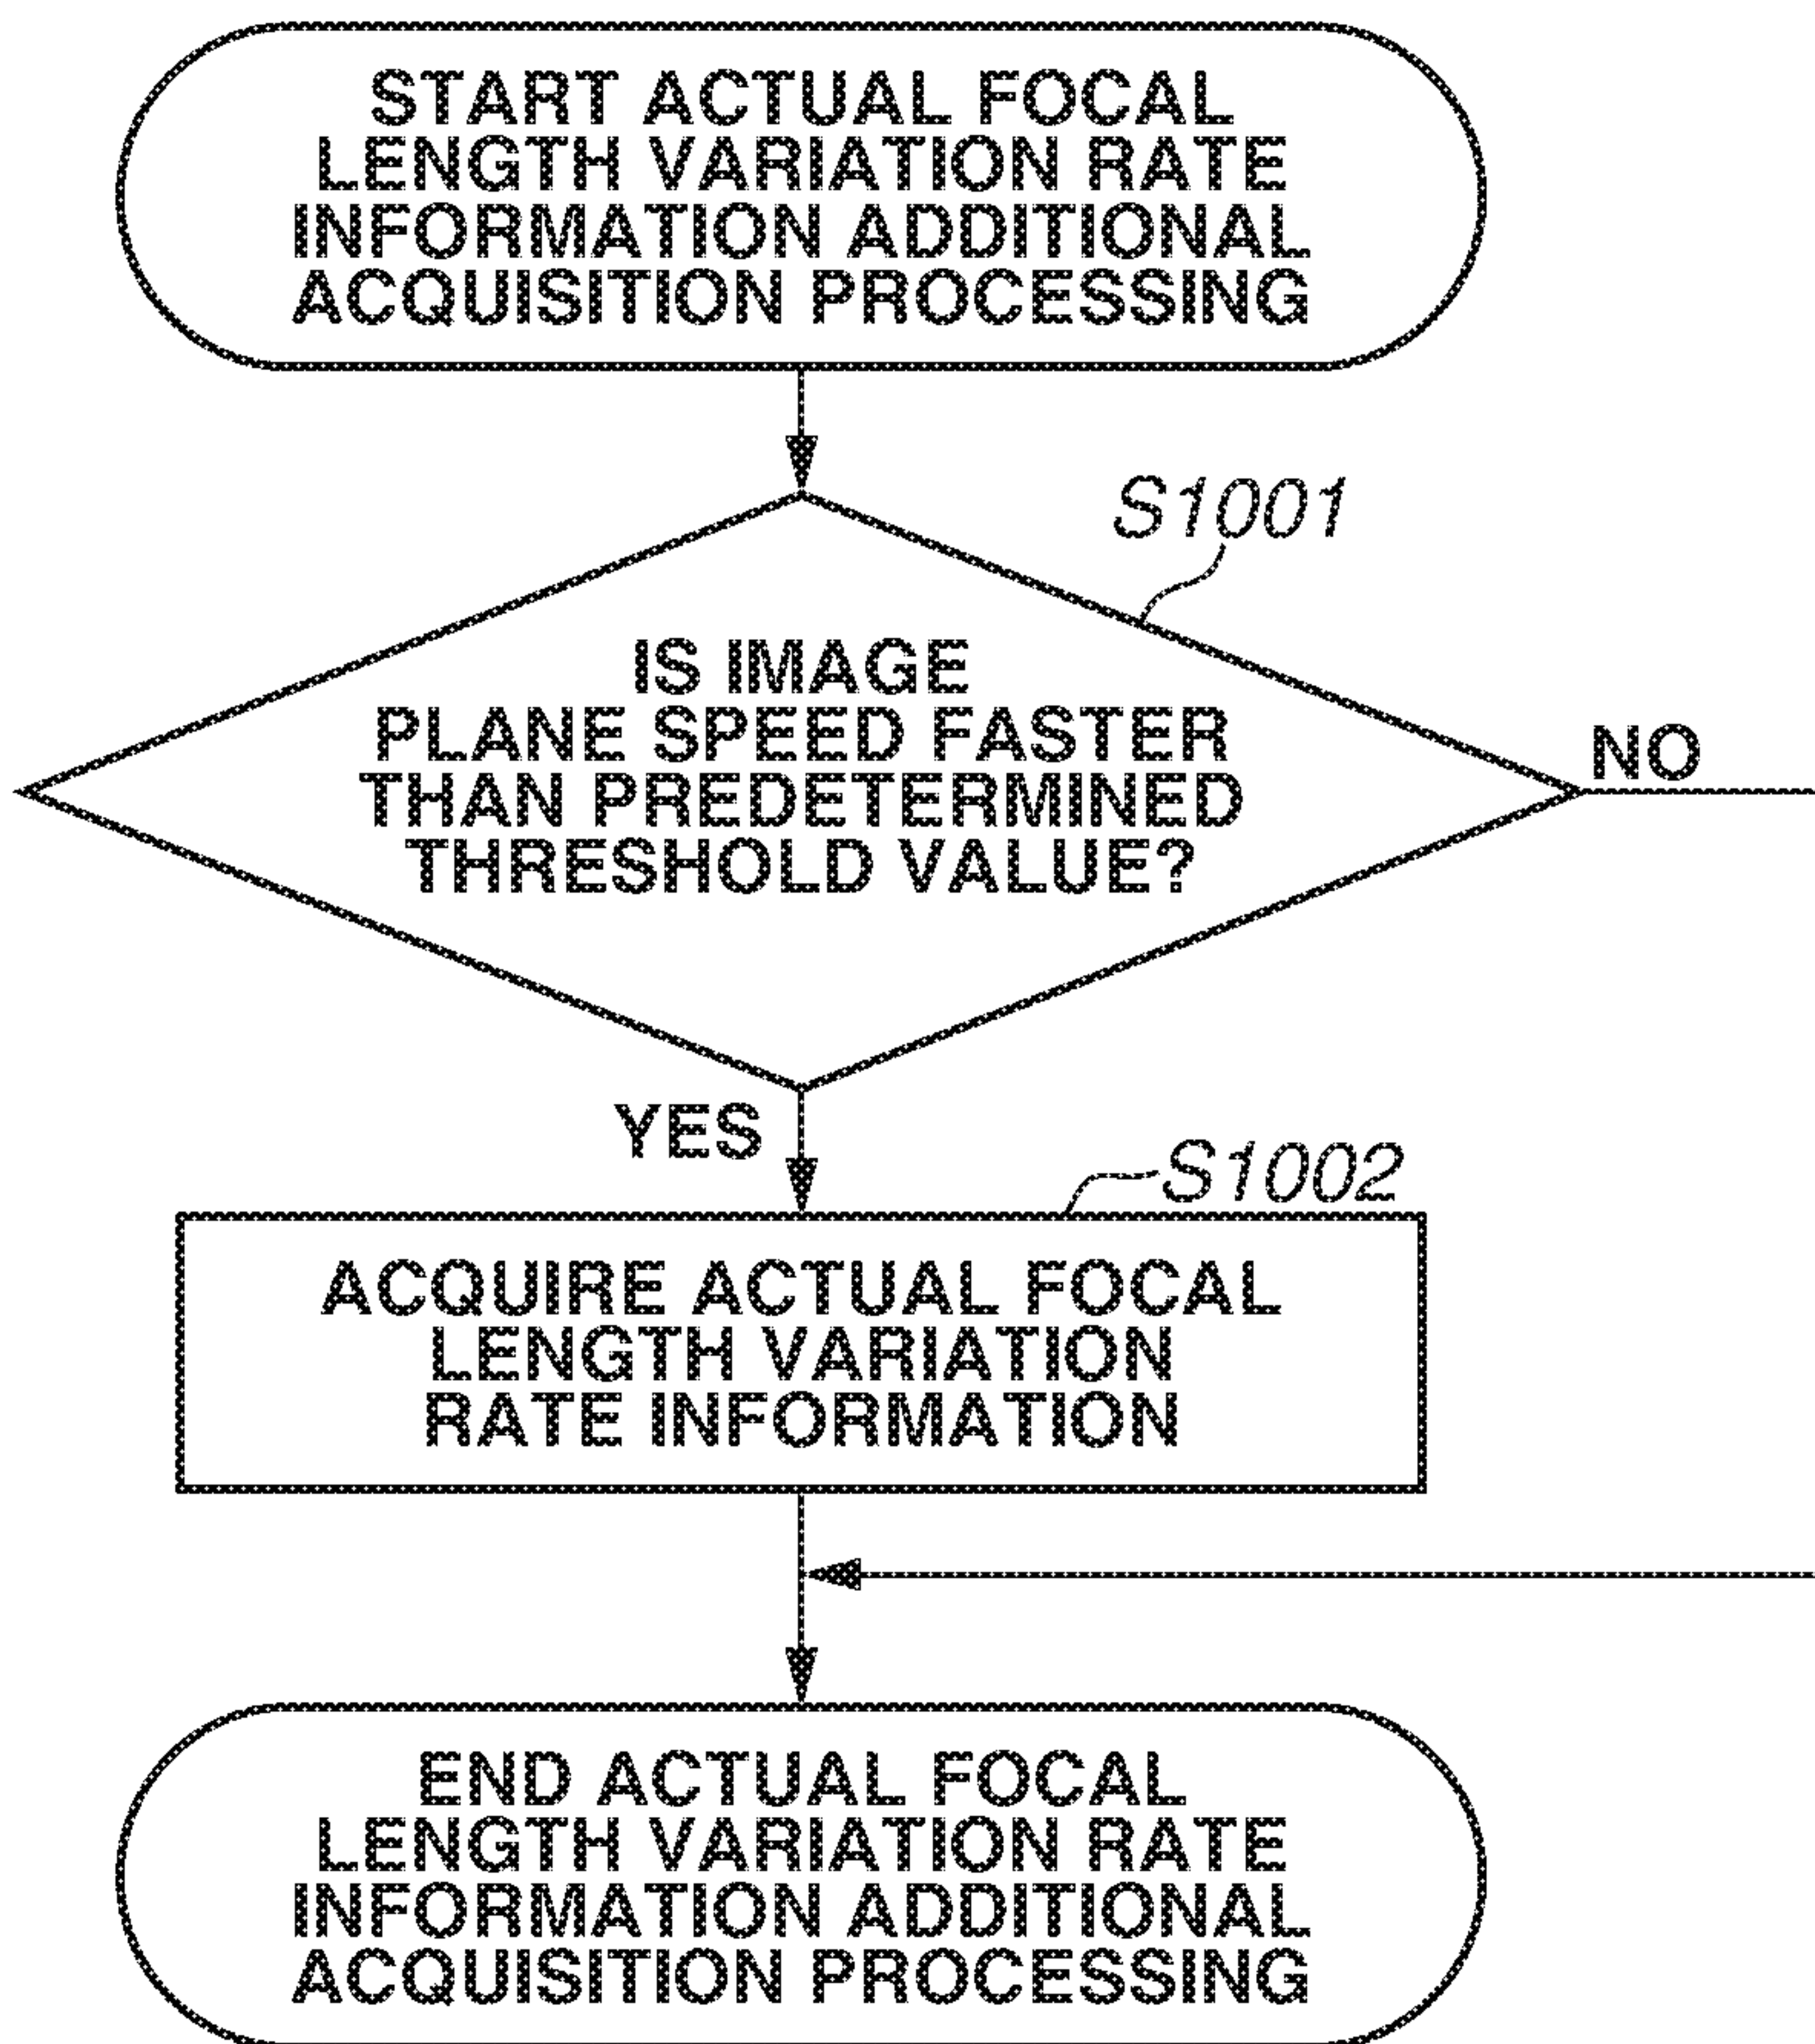 START ACTUAL FOCAL
LENGTH VARIATION RATE
INFORMATION ADDITIONAL
ACQUISITION PROCESSING
S1001
IS IMAGE
PLANE SPEED FASTER
THAN PREDETERMINED
THRESHOLD VALUE?
NO
YES
S1002
ACQUIRE ACTUAL FOCAL
LENGTH VARIATION
RATE INFORMATION
END ACTUAL FOCAL
LENGTH VARIATION RATE
INFORMATION ADDITIONAL
ACQUISITION PROCESSING